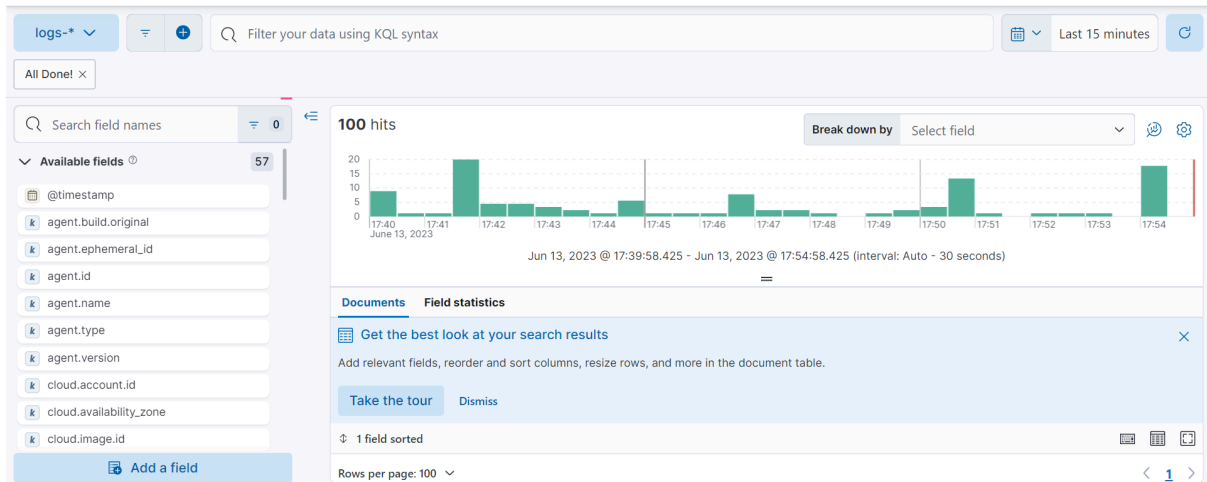 logs-*
Filter your data using KQL syntax
Last 15 minutes
All Done! ×
Search field names
0
Available fields
57
@timestamp
k agent.build.original
k agent.ephemeral_id
k agent.id
k agent.name
k agent.type
k agent.version
k cloud.account.id
k cloud.availability_zone
k cloud.image.id
Add a field
100 hits
Break down by Select field
20
15
10
5
0
17:40 17:41 17:42 17:43 17:44 17:45 17:46 17:47 17:48 17:49 17:50 17:51 17:52 17:53 17:54
June 13, 2023
Jun 13, 2023 @ 17:39:58.425 - Jun 13, 2023 @ 17:54:58.425 (interval: Auto - 30 seconds)
Documents Field statistics
Get the best look at your search results
Add relevant fields, reorder and sort columns, resize rows, and more in the document table.
Take the tour Dismiss
1 field sorted
Rows per page: 100
< 1 >